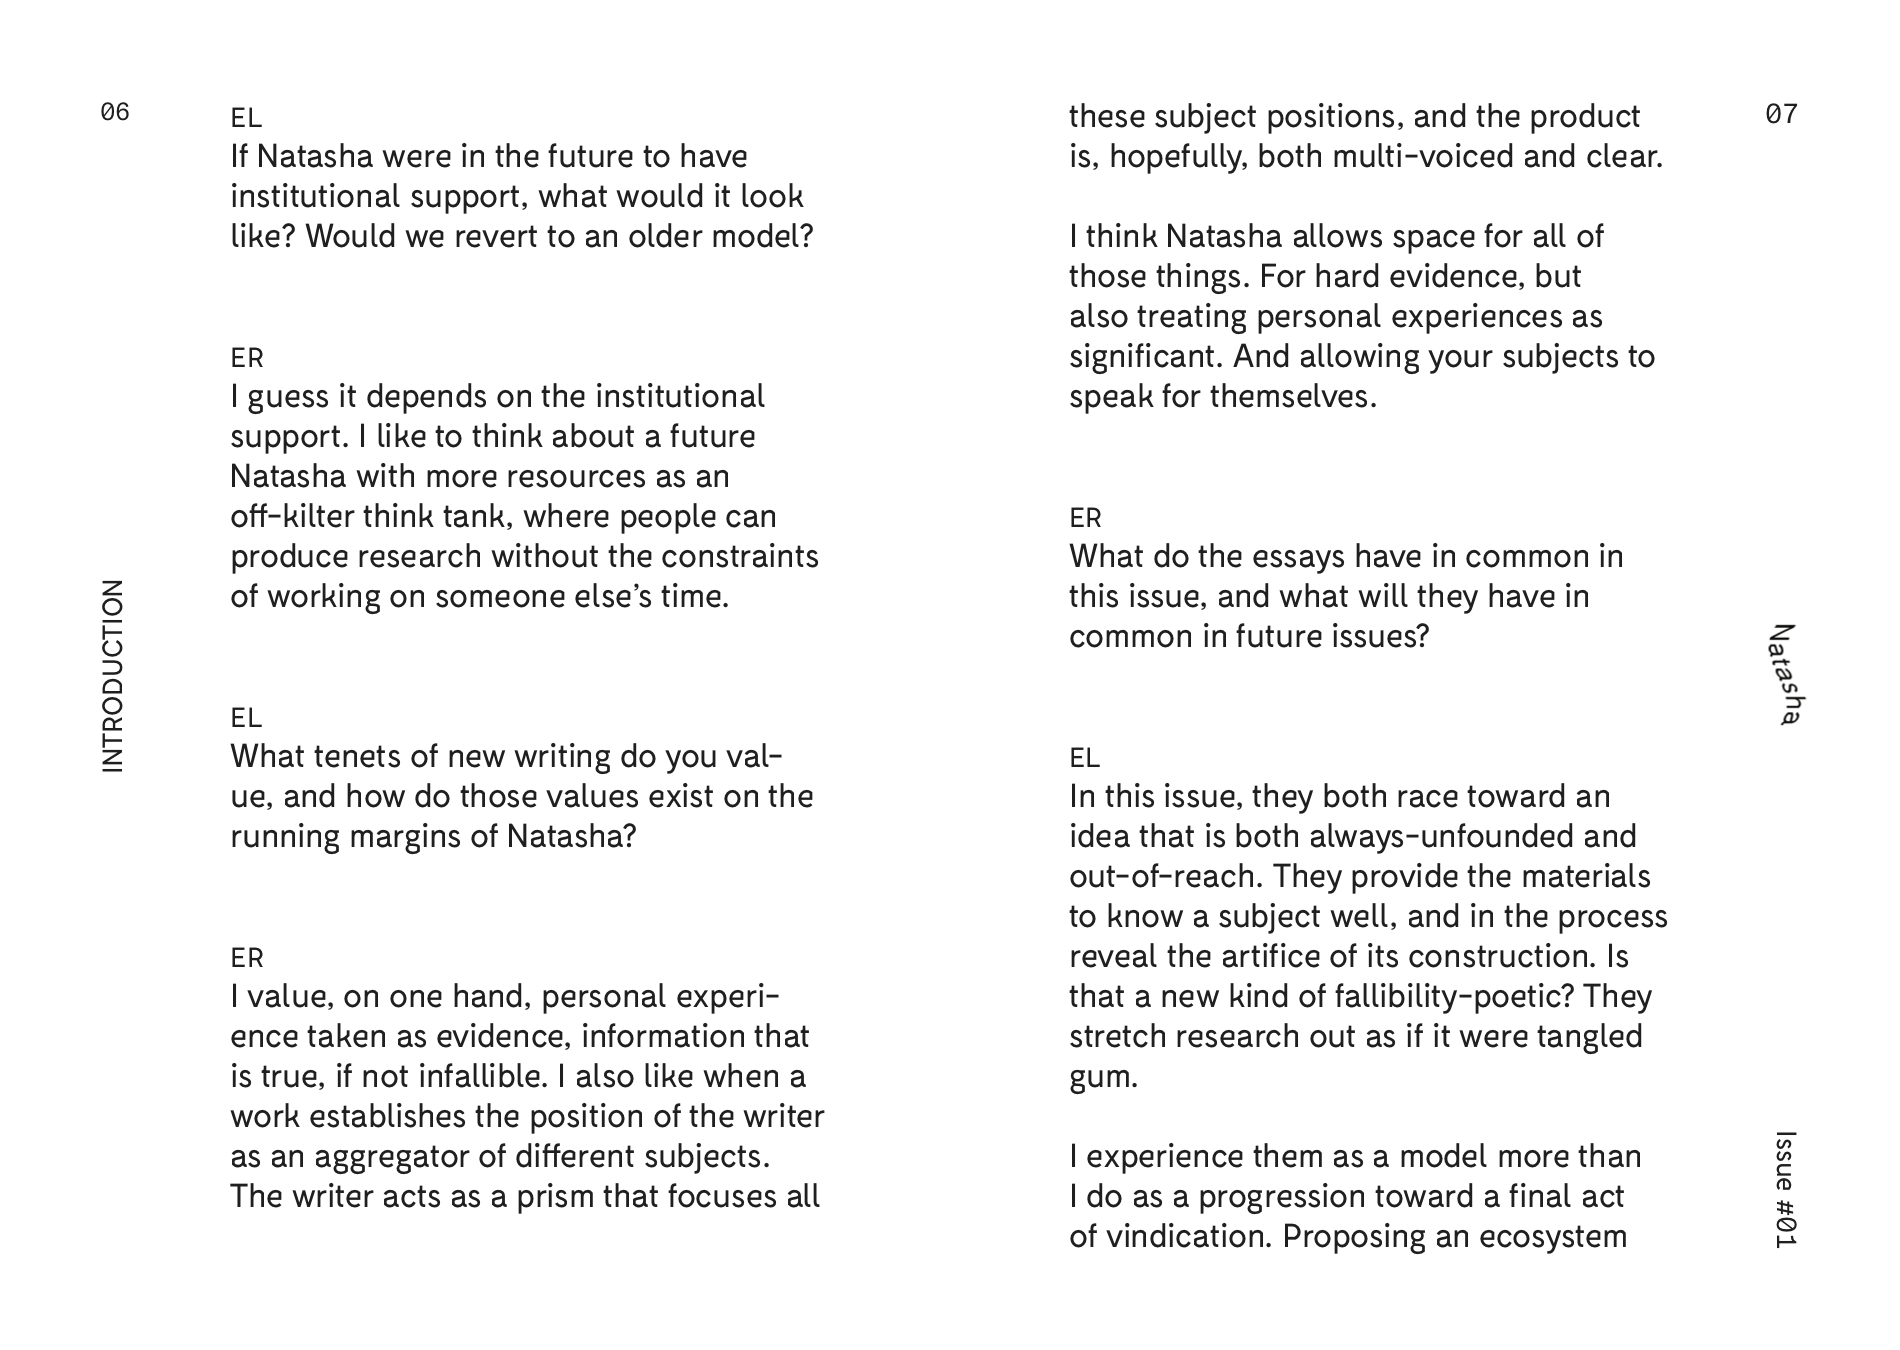 06
INTRODUCTION
EL
If Natasha were in the future to have
institutional support, what would it look
like? Would we revert to an older model?
ER
I guess it depends on the institutional
support. I like to think about a future
Natasha with more resources as an
off-kilter think tank, where people can
produce research without the constraints
of working on someone else’s time.
EL
What tenets of new writing do you val-
ue, and how do those values exist on the
running margins of Natasha?
ER
I value, on one hand, personal experi-
ence taken as evidence, information that
is true, if not infallible. I also like when a
work establishes the position of the writer
as an aggregator of different subjects.
The writer acts as a prism that focuses all
these subject positions, and the product
is, hopefully, both multi-voiced and clear.
I think Natasha allows space for all of
those things. For hard evidence, but
also treating personal experiences as
significant. And allowing your subjects to
speak for themselves.
ER
What do the essays have in common in
this issue, and what will they have in
common in future issues?
EL
In this issue, they both race toward an
idea that is both always-unfounded and
out-of-reach. They provide the materials
to know a subject well, and in the process
reveal the artifice of its construction. Is
that a new kind of fallibility-poetic? They
stretch research out as if it were tangled
gum.
I experience them as a model more than
I do as a progression toward a final act
of vindication. Proposing an ecosystem
07
Natasha
Issue #01